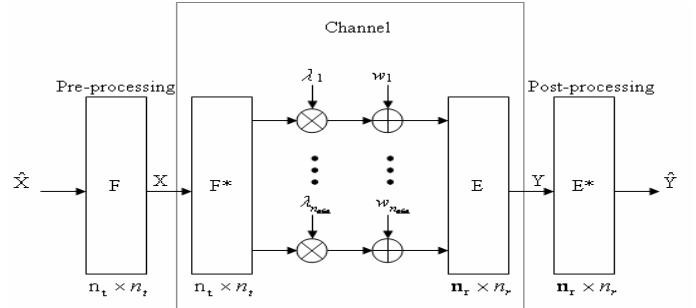 Channel
λ₁ w₁
Pre-processing Post-processing
X̂ F X F* E Y E* Ŷ
λₙₘᵢₙ wₙₘᵢₙ
nₜ × nₜ nₜ × nₜ nᵣ × nᵣ nᵣ × nᵣ